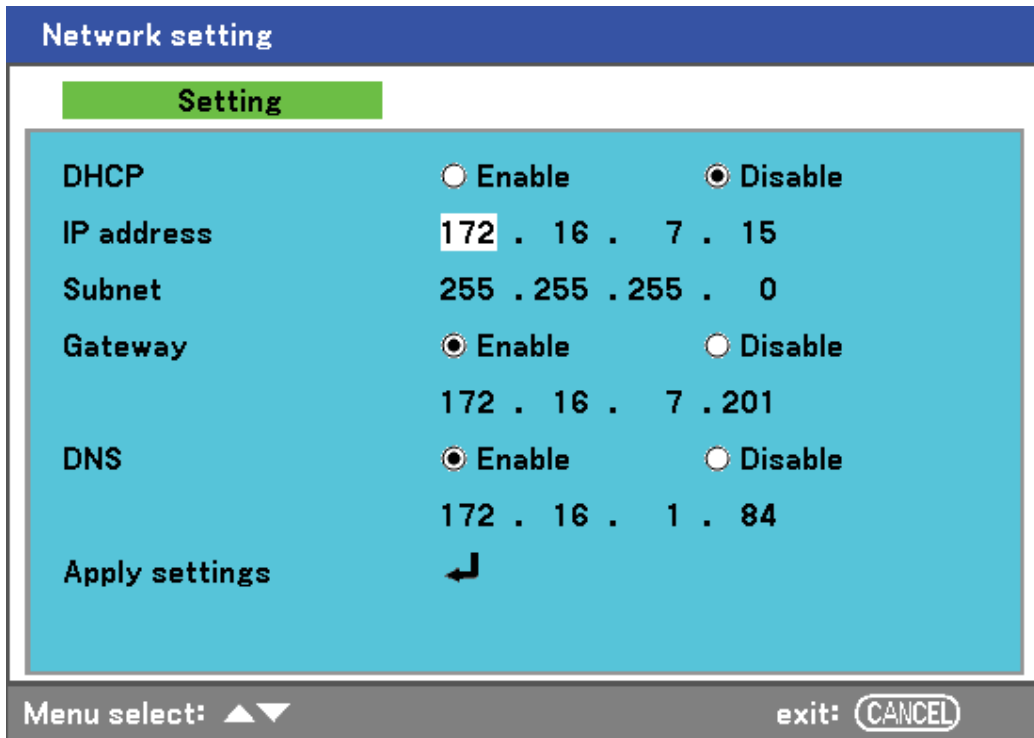 Network setting
Setting
DHCP Enable Disable
IP address 172 . 16 . 7 . 15
Subnet 255 . 255 . 255 . 0
Gateway Enable Disable
172 . 16 . 7 . 201
DNS Enable Disable
172 . 16 . 1 . 84
Apply settings
Menu select: ▲▼ exit: CANCEL